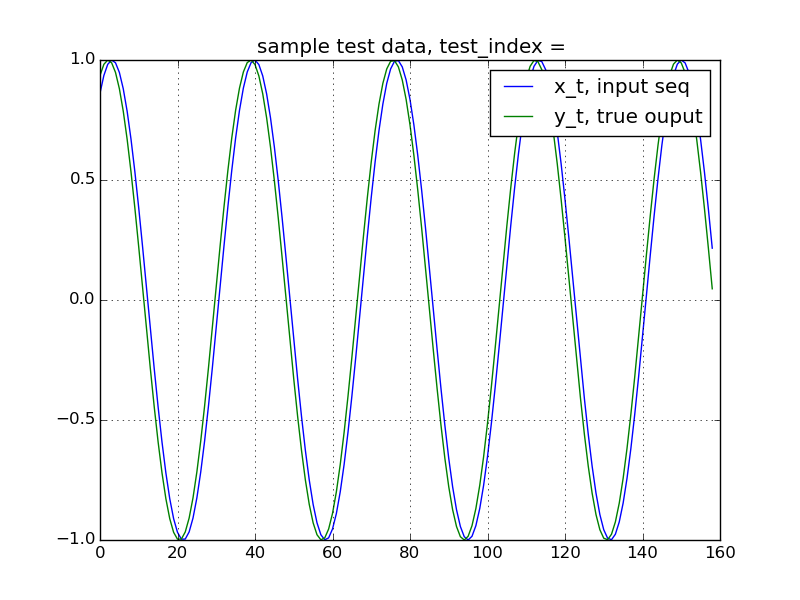 sample test data, test_index =
x_t, input seq
y_t, true ouput
1.0
0.5
0.0
−0.5
−1.0
0 20 40 60 80 100 120 140 160